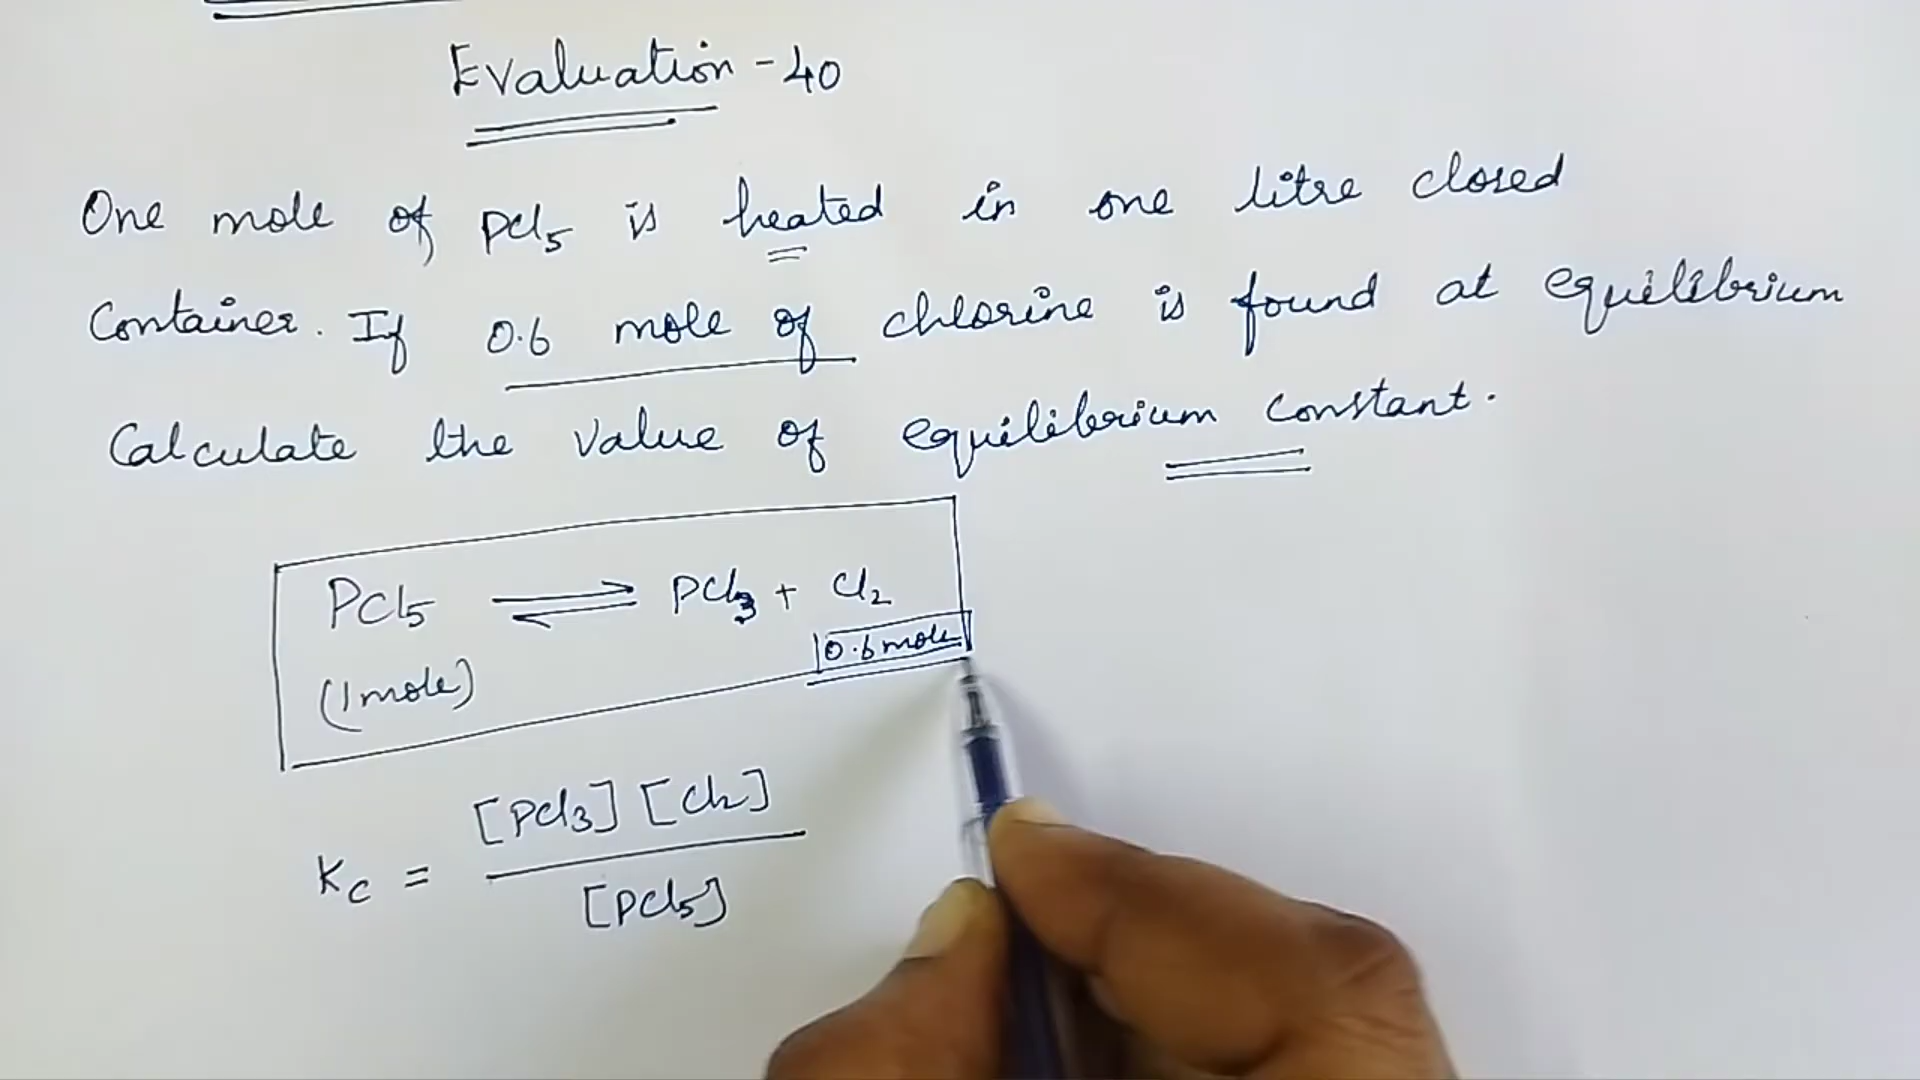 Evaluation - 40
One mole of PCl5 is heated in one litre closed
Container. If 0.6 mole of chlorine is found at equilibrium
Calculate the value of equilibrium constant.
PCl5 ⇌ PCl3 + Cl2
(1 mole) 0.6 mole
Kc = [PCl3] [Cl2]
[PCl5]